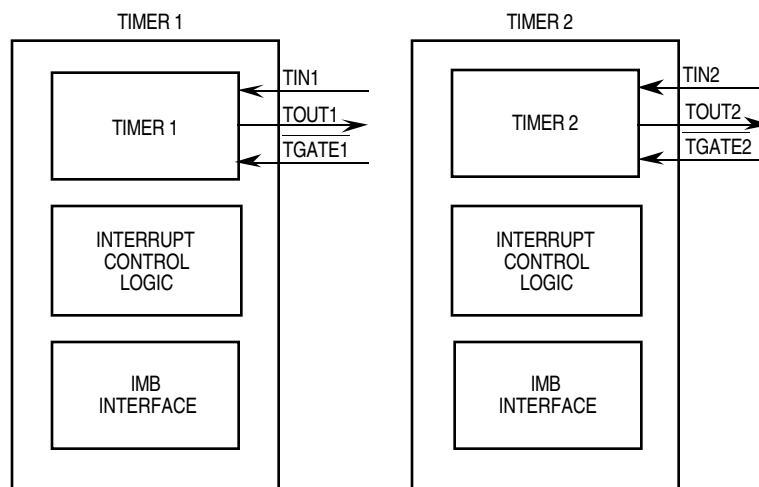 TIMER 1
TIMER 1
TIN1
TOUT1
TGATE1
INTERRUPT
CONTROL
LOGIC
IMB
INTERFACE
TIMER 2
TIMER 2
TIN2
TOUT2
TGATE2
INTERRUPT
CONTROL
LOGIC
IMB
INTERFACE